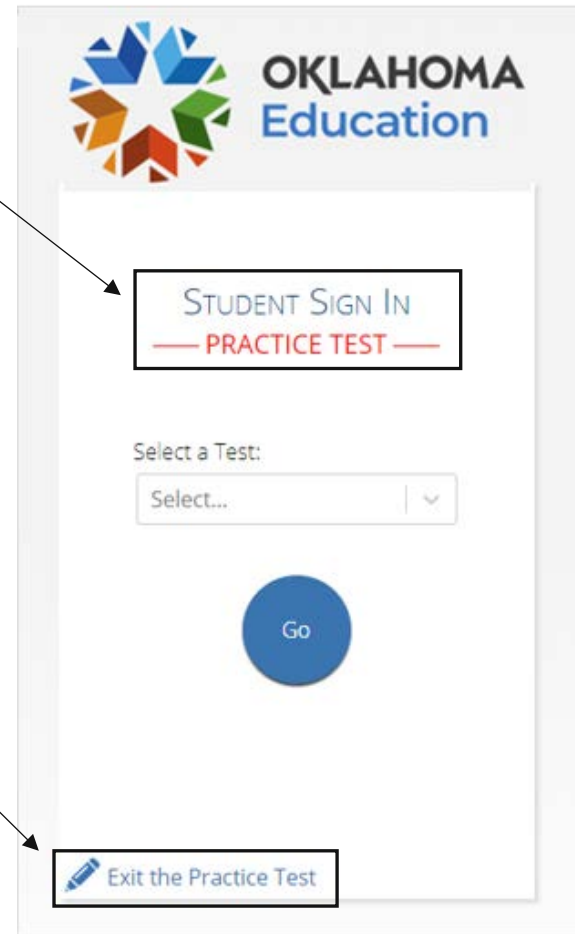 OKLAHOMA
Education
STUDENT SIGN IN
PRACTICE TEST
Select a Test:
Select...
Go
Exit the Practice Test